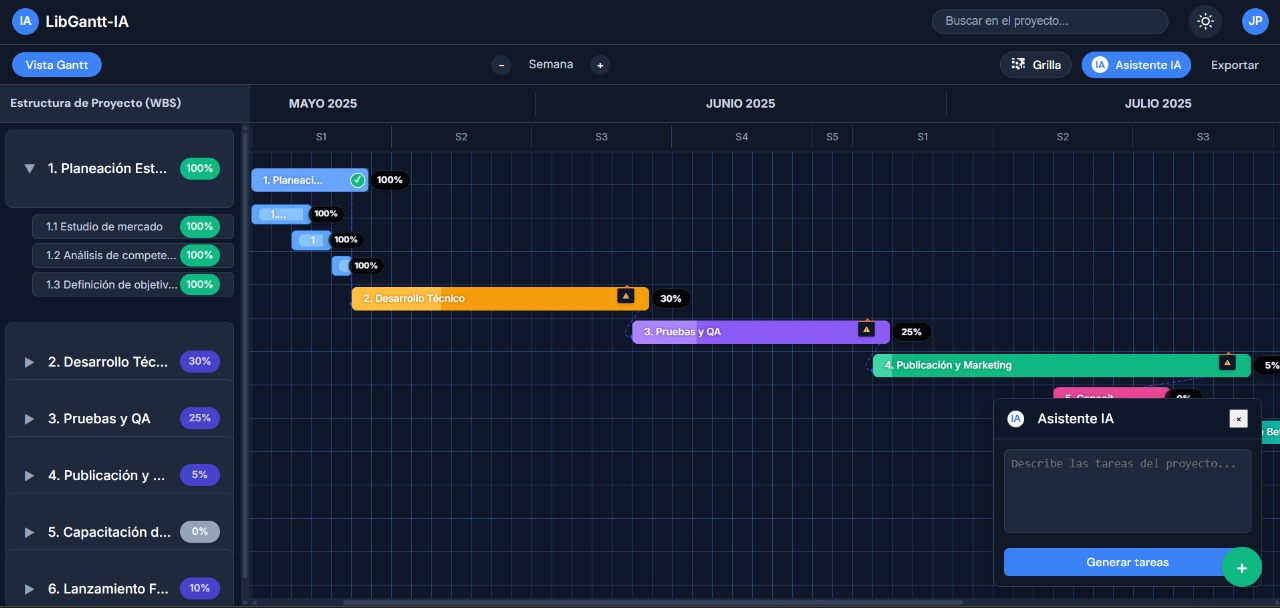 IA LibGantt-IA
Buscar en el proyecto...
JP
Vista Gantt
- Semana +
Grilla
IA Asistente IA
Exportar
Estructura de Proyecto (WBS)
MAYO 2025 JUNIO 2025 JULIO 2025
S1 S2 S3 S4 S5 S1 S2 S3
1. Planeación Est... 100%
1.1 Estudio de mercado 100%
1.2 Análisis de compete... 100%
1.3 Definición de objetiv... 100%
2. Desarrollo Téc... 30%
3. Pruebas y QA 25%
4. Publicación y ... 5%
5. Capacitación d... 0%
6. Lanzamiento F... 10%
1. Planeaci... 100%
1.... 100%
1 100%
100%
2. Desarrollo Técnico 30%
3. Pruebas y QA 25%
4. Publicación y Marketing 5%
5. Capacit... 0%
IA Asistente IA ×
Describe las tareas del proyecto...
Generar tareas
+